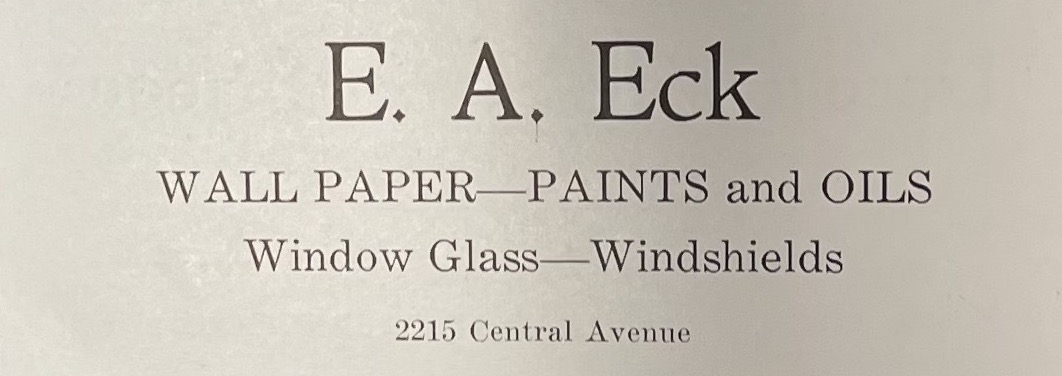 E. A. Eck
WALL PAPER—PAINTS and OILS
Window Glass—Windshields
2215 Central Avenue